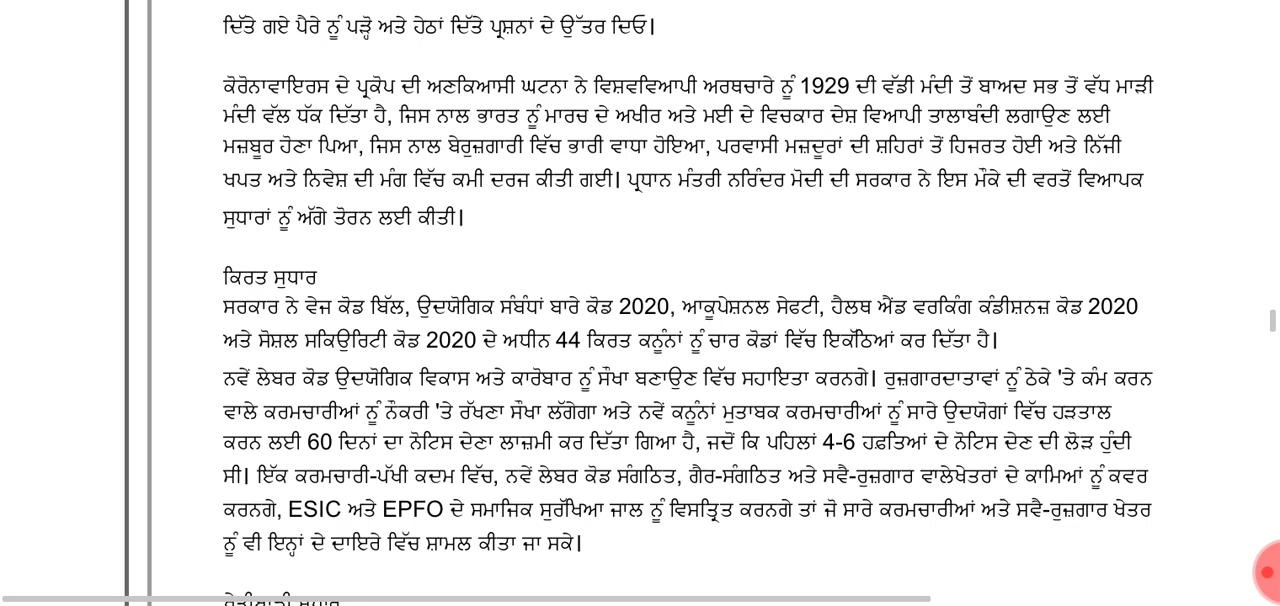 ਦਿੱਤੇ ਗਏ ਪੈਰੇ ਨੂੰ ਪੜ੍ਹੋ ਅਤੇ ਹੇਠਾਂ ਦਿੱਤੇ ਪ੍ਰਸ਼ਨਾਂ ਦੇ ਉੱਤਰ ਦਿਓ।
ਕੋਰੋਨਾਵਾਇਰਸ ਦੇ ਪ੍ਰਕੋਪ ਦੀ ਅਣਕਿਆਸੀ ਘਟਨਾ ਨੇ ਵਿਸ਼ਵਵਿਆਪੀ ਅਰਥਚਾਰੇ ਨੂੰ 1929 ਦੀ ਵੱਡੀ ਮੰਦੀ ਤੋਂ ਬਾਅਦ ਸਭ ਤੋਂ ਵੱਧ ਮਾੜੀ
ਮੰਦੀ ਵੱਲ ਧੱਕ ਦਿੱਤਾ ਹੈ, ਜਿਸ ਨਾਲ ਭਾਰਤ ਨੂੰ ਮਾਰਚ ਦੇ ਅਖੀਰ ਅਤੇ ਮਈ ਦੇ ਵਿਚਕਾਰ ਦੇਸ਼ ਵਿਆਪੀ ਤਾਲਾਬੰਦੀ ਲਗਾਉਣ ਲਈ
ਮਜ਼ਬੂਰ ਹੋਣਾ ਪਿਆ, ਜਿਸ ਨਾਲ ਬੇਰੁਜ਼ਗਾਰੀ ਵਿੱਚ ਭਾਰੀ ਵਾਧਾ ਹੋਇਆ, ਪਰਵਾਸੀ ਮਜ਼ਦੂਰਾਂ ਦੀ ਸ਼ਹਿਰਾਂ ਤੋਂ ਹਿਜਰਤ ਹੋਈ ਅਤੇ ਨਿੱਜੀ
ਖਪਤ ਅਤੇ ਨਿਵੇਸ਼ ਦੀ ਮੰਗ ਵਿੱਚ ਕਮੀ ਦਰਜ ਕੀਤੀ ਗਈ। ਪ੍ਰਧਾਨ ਮੰਤਰੀ ਨਰਿੰਦਰ ਮੋਦੀ ਦੀ ਸਰਕਾਰ ਨੇ ਇਸ ਮੌਕੇ ਦੀ ਵਰਤੋਂ ਵਿਆਪਕ
ਸੁਧਾਰਾਂ ਨੂੰ ਅੱਗੇ ਤੋਰਨ ਲਈ ਕੀਤੀ।
ਕਿਰਤ ਸੁਧਾਰ
ਸਰਕਾਰ ਨੇ ਵੇਜ ਕੋਡ ਬਿੱਲ, ਉਦਯੋਗਿਕ ਸੰਬੰਧਾਂ ਬਾਰੇ ਕੋਡ 2020, ਆਕੂਪੇਸ਼ਨਲ ਸੇਫਟੀ, ਹੈਲਥ ਐਂਡ ਵਰਕਿੰਗ ਕੰਡੀਸ਼ਨਜ਼ ਕੋਡ 2020
ਅਤੇ ਸੋਸ਼ਲ ਸਕਿਉਰਿਟੀ ਕੋਡ 2020 ਦੇ ਅਧੀਨ 44 ਕਿਰਤ ਕਨੂੰਨਾਂ ਨੂੰ ਚਾਰ ਕੋਡਾਂ ਵਿੱਚ ਇਕੱਠਿਆਂ ਕਰ ਦਿੱਤਾ ਹੈ।
ਨਵੇਂ ਲੇਬਰ ਕੋਡ ਉਦਯੋਗਿਕ ਵਿਕਾਸ ਅਤੇ ਕਾਰੋਬਾਰ ਨੂੰ ਸੌਖਾ ਬਣਾਉਣ ਵਿੱਚ ਸਹਾਇਤਾ ਕਰਨਗੇ। ਰੁਜ਼ਗਾਰਦਾਤਾਵਾਂ ਨੂੰ ਠੇਕੇ 'ਤੇ ਕੰਮ ਕਰਨ
ਵਾਲੇ ਕਰਮਚਾਰੀਆਂ ਨੂੰ ਨੌਕਰੀ 'ਤੇ ਰੱਖਣਾ ਸੌਖਾ ਲੱਗੇਗਾ ਅਤੇ ਨਵੇਂ ਕਨੂੰਨਾਂ ਮੁਤਾਬਕ ਕਰਮਚਾਰੀਆਂ ਨੂੰ ਸਾਰੇ ਉਦਯੋਗਾਂ ਵਿੱਚ ਹੜਤਾਲ
ਕਰਨ ਲਈ 60 ਦਿਨਾਂ ਦਾ ਨੋਟਿਸ ਦੇਣਾ ਲਾਜ਼ਮੀ ਕਰ ਦਿੱਤਾ ਗਿਆ ਹੈ, ਜਦੋਂ ਕਿ ਪਹਿਲਾਂ 4-6 ਹਫ਼ਤਿਆਂ ਦੇ ਨੋਟਿਸ ਦੇਣ ਦੀ ਲੋੜ ਹੁੰਦੀ
ਸੀ। ਇੱਕ ਕਰਮਚਾਰੀ-ਪੱਖੀ ਕਦਮ ਵਿੱਚ, ਨਵੇਂ ਲੇਬਰ ਕੋਡ ਸੰਗਠਿਤ, ਗੈਰ-ਸੰਗਠਿਤ ਅਤੇ ਸਵੈ-ਰੁਜ਼ਗਾਰ ਵਾਲੇਖੇਤਰਾਂ ਦੇ ਕਾਮਿਆਂ ਨੂੰ ਕਵਰ
ਕਰਨਗੇ, ESIC ਅਤੇ EPFO ਦੇ ਸਮਾਜਿਕ ਸੁਰੱਖਿਆ ਜਾਲ ਨੂੰ ਵਿਸਤ੍ਰਿਤ ਕਰਨਗੇ ਤਾਂ ਜੋ ਸਾਰੇ ਕਰਮਚਾਰੀਆਂ ਅਤੇ ਸਵੈ-ਰੁਜ਼ਗਾਰ ਖੇਤਰ
ਨੂੰ ਵੀ ਇਨ੍ਹਾਂ ਦੇ ਦਾਇਰੇ ਵਿੱਚ ਸ਼ਾਮਲ ਕੀਤਾ ਜਾ ਸਕੇ।